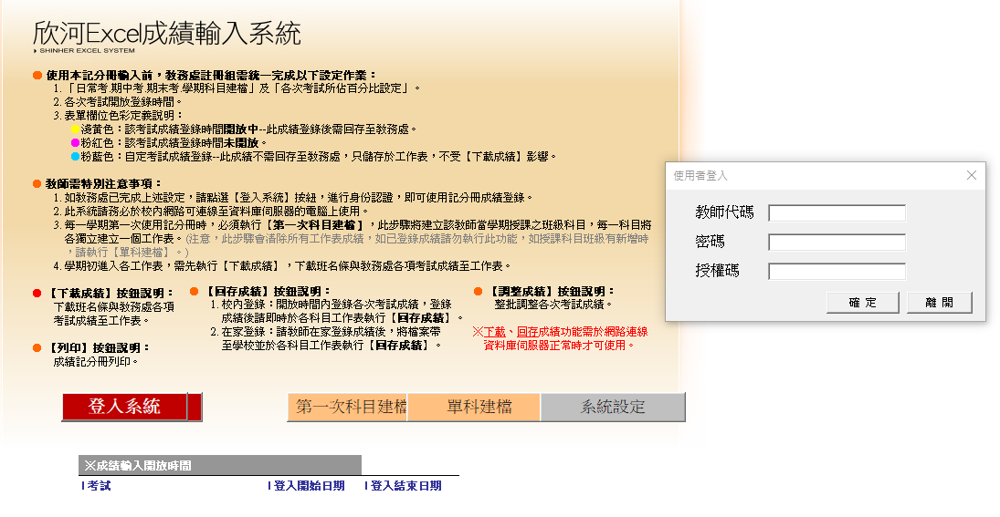 欣河Excel成績輸入系統
SHINHER EXCEL SYSTEM
使用本記分冊輸入前，教務處註冊組需統一完成以下設定作業：
1.「日常考.期中考.期末考.學期科目建檔」及「各次考試所佔百分比設定」。
2. 各次考試開放登錄時間。
3. 表單欄位色彩定義說明：
淺黃色：該考試成績登錄時間開放中--此成績登錄後需回存至教務處。
粉紅色：該考試成績登錄時間未開放。
粉藍色：自定考試成績登錄--此成績不需回存至教務處，只儲存於工作表，不受【下載成績】影響。
教師需特別注意事項：
1. 如教務處已完成上述設定，請點選【登入系統】按紐，進行身份認證，即可使用記分冊成績登錄。
2. 此系統請務必於校內網路可連線至資料庫伺服器的電腦上使用。
3. 每一學期第一次使用記分冊時，必須執行【第一次科目建檔】，此步驟將建立該教師當學期授課之班級科目，每一科目將
各獨立建立一個工作表。(注意，此步驟會清除所有工作表成績，如已登錄成績請勿執行此功能，如授課科目班級有新增時
，請執行【單科建檔】。)
4. 學期初進入各工作表，需先執行【下載成績】，下載班名條與教務處各項考試成績至工作表。
【下載成績】按鈕說明：
下載班名條與教務處各項
考試成績至工作表。
【列印】按鈕說明：
成績記分冊列印。
【回存成績】按鈕說明：
1. 校內登錄：開放時間內登錄各次考試成績，登錄
成績後請即時於各科目工作表執行【回存成績】。
2. 在家登錄：請教師在家登錄成績後，將檔案帶
至學校並於各科目工作表執行【回存成績】。
【調整成績】按鈕說明：
整批調整各次考試成績。
※下載、回存成績功能需於網路連線
資料庫伺服器正常時才可使用。
登入系統
第一次科目建檔
單科建檔
系統設定
※成績輸入開放時間
考試
登入開始日期
登入結束日期
使用者登入
教師代碼
密碼
授權碼
確 定
離 開